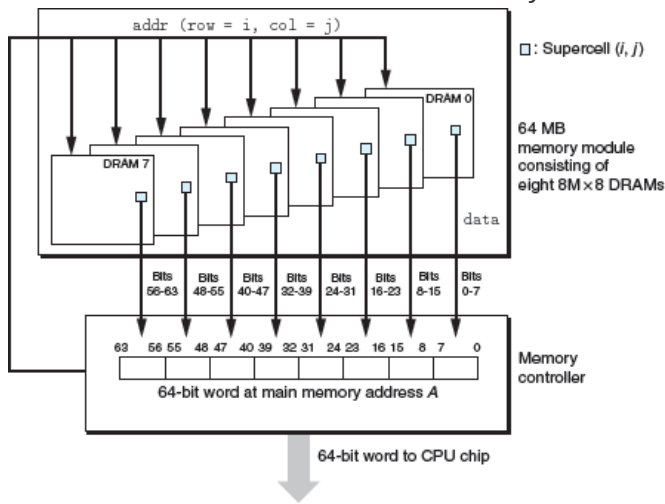 addr (row = i, col = j)
: Supercell (i, j)
DRAM 0
DRAM 7
64 MB
memory module
consisting of
eight 8M×8 DRAMs
data
Bits
56-63
Bits
48-55
Bits
40-47
Bits
32-39
Bits
24-31
Bits
16-23
Bits
8-15
Bits
0-7
63 56 55 48 47 40 39 32 31 24 23 16 15 8 7 0
64-bit word at main memory address A
Memory
controller
64-bit word to CPU chip